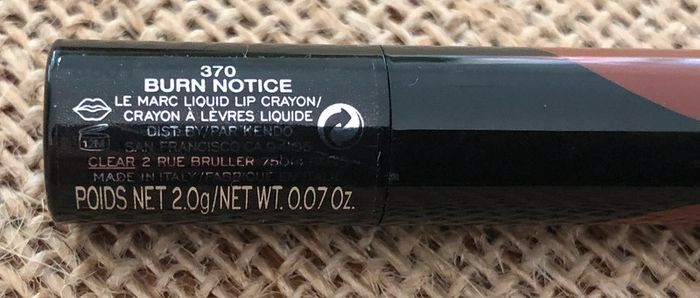 370
BURN NOTICE
LE MARC LIQUID LIP CRAYON/
CRAYON À LÈVRES LIQUIDE
12M
DIST. BY/PAR KENDO
SAN FRANCISCO CA
CLEAR 2 RUE BRULLER
MADE IN ITALY/FABRIQUÉ EN ITALIE
POIDS NET 2.0g/NET WT. 0.07 Oz.